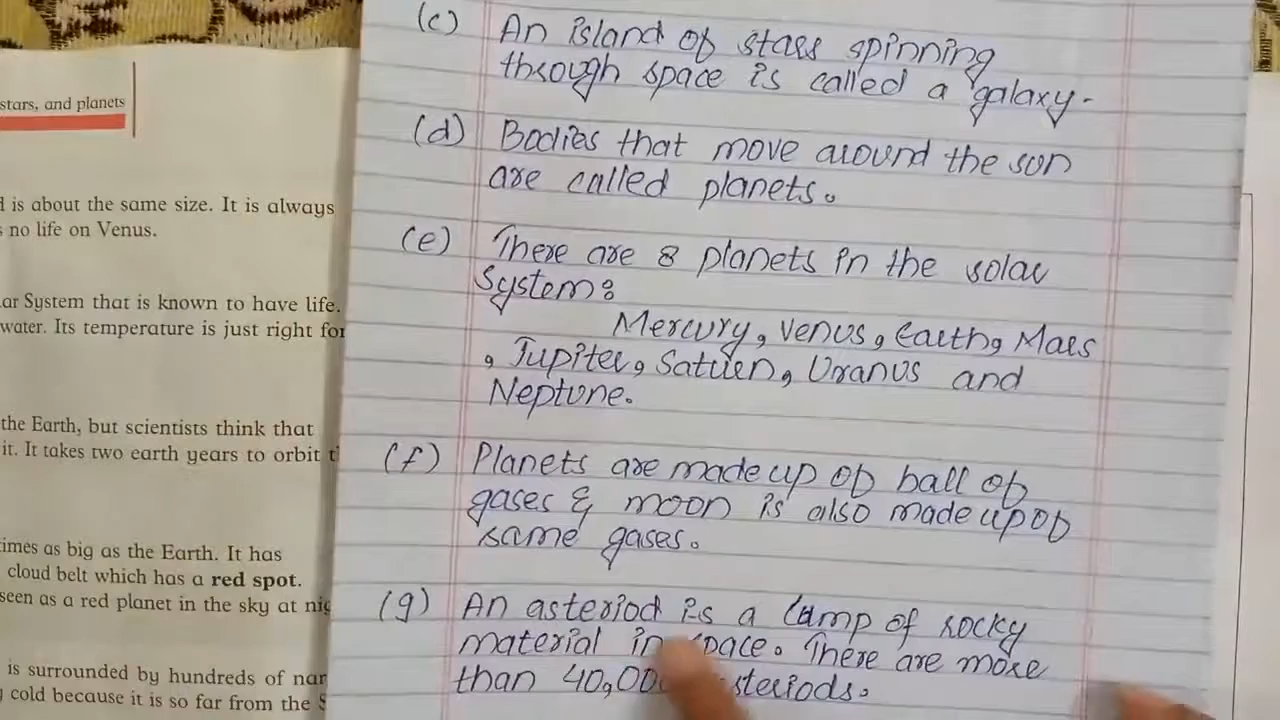 stars, and planets
is about the same size. It is always
no life on Venus.
ar System that is known to have life.
water. Its temperature is just right for
the Earth, but scientists think that
it. It takes two earth years to orbit
imes as big as the Earth. It has
cloud belt which has a red spot.
seen as a red planet in the sky at nig
is surrounded by hundreds of nar
cold because it is so far from the S
(c) An island of stars spinning
through space is called a galaxy.
(d) Bodies that move around the sun
are called planets.
(e) There are 8 planets in the solar
System:
Mercury, Venus, Earth, Mars
, Jupiter, Saturen, Uranus and
Neptune.
(f) Planets are made up of ball of
gases & moon is also made up of
same gases.
(g) An asteriod is a lamp of rocky
material in space. There are more
than 40,000 asteriods.